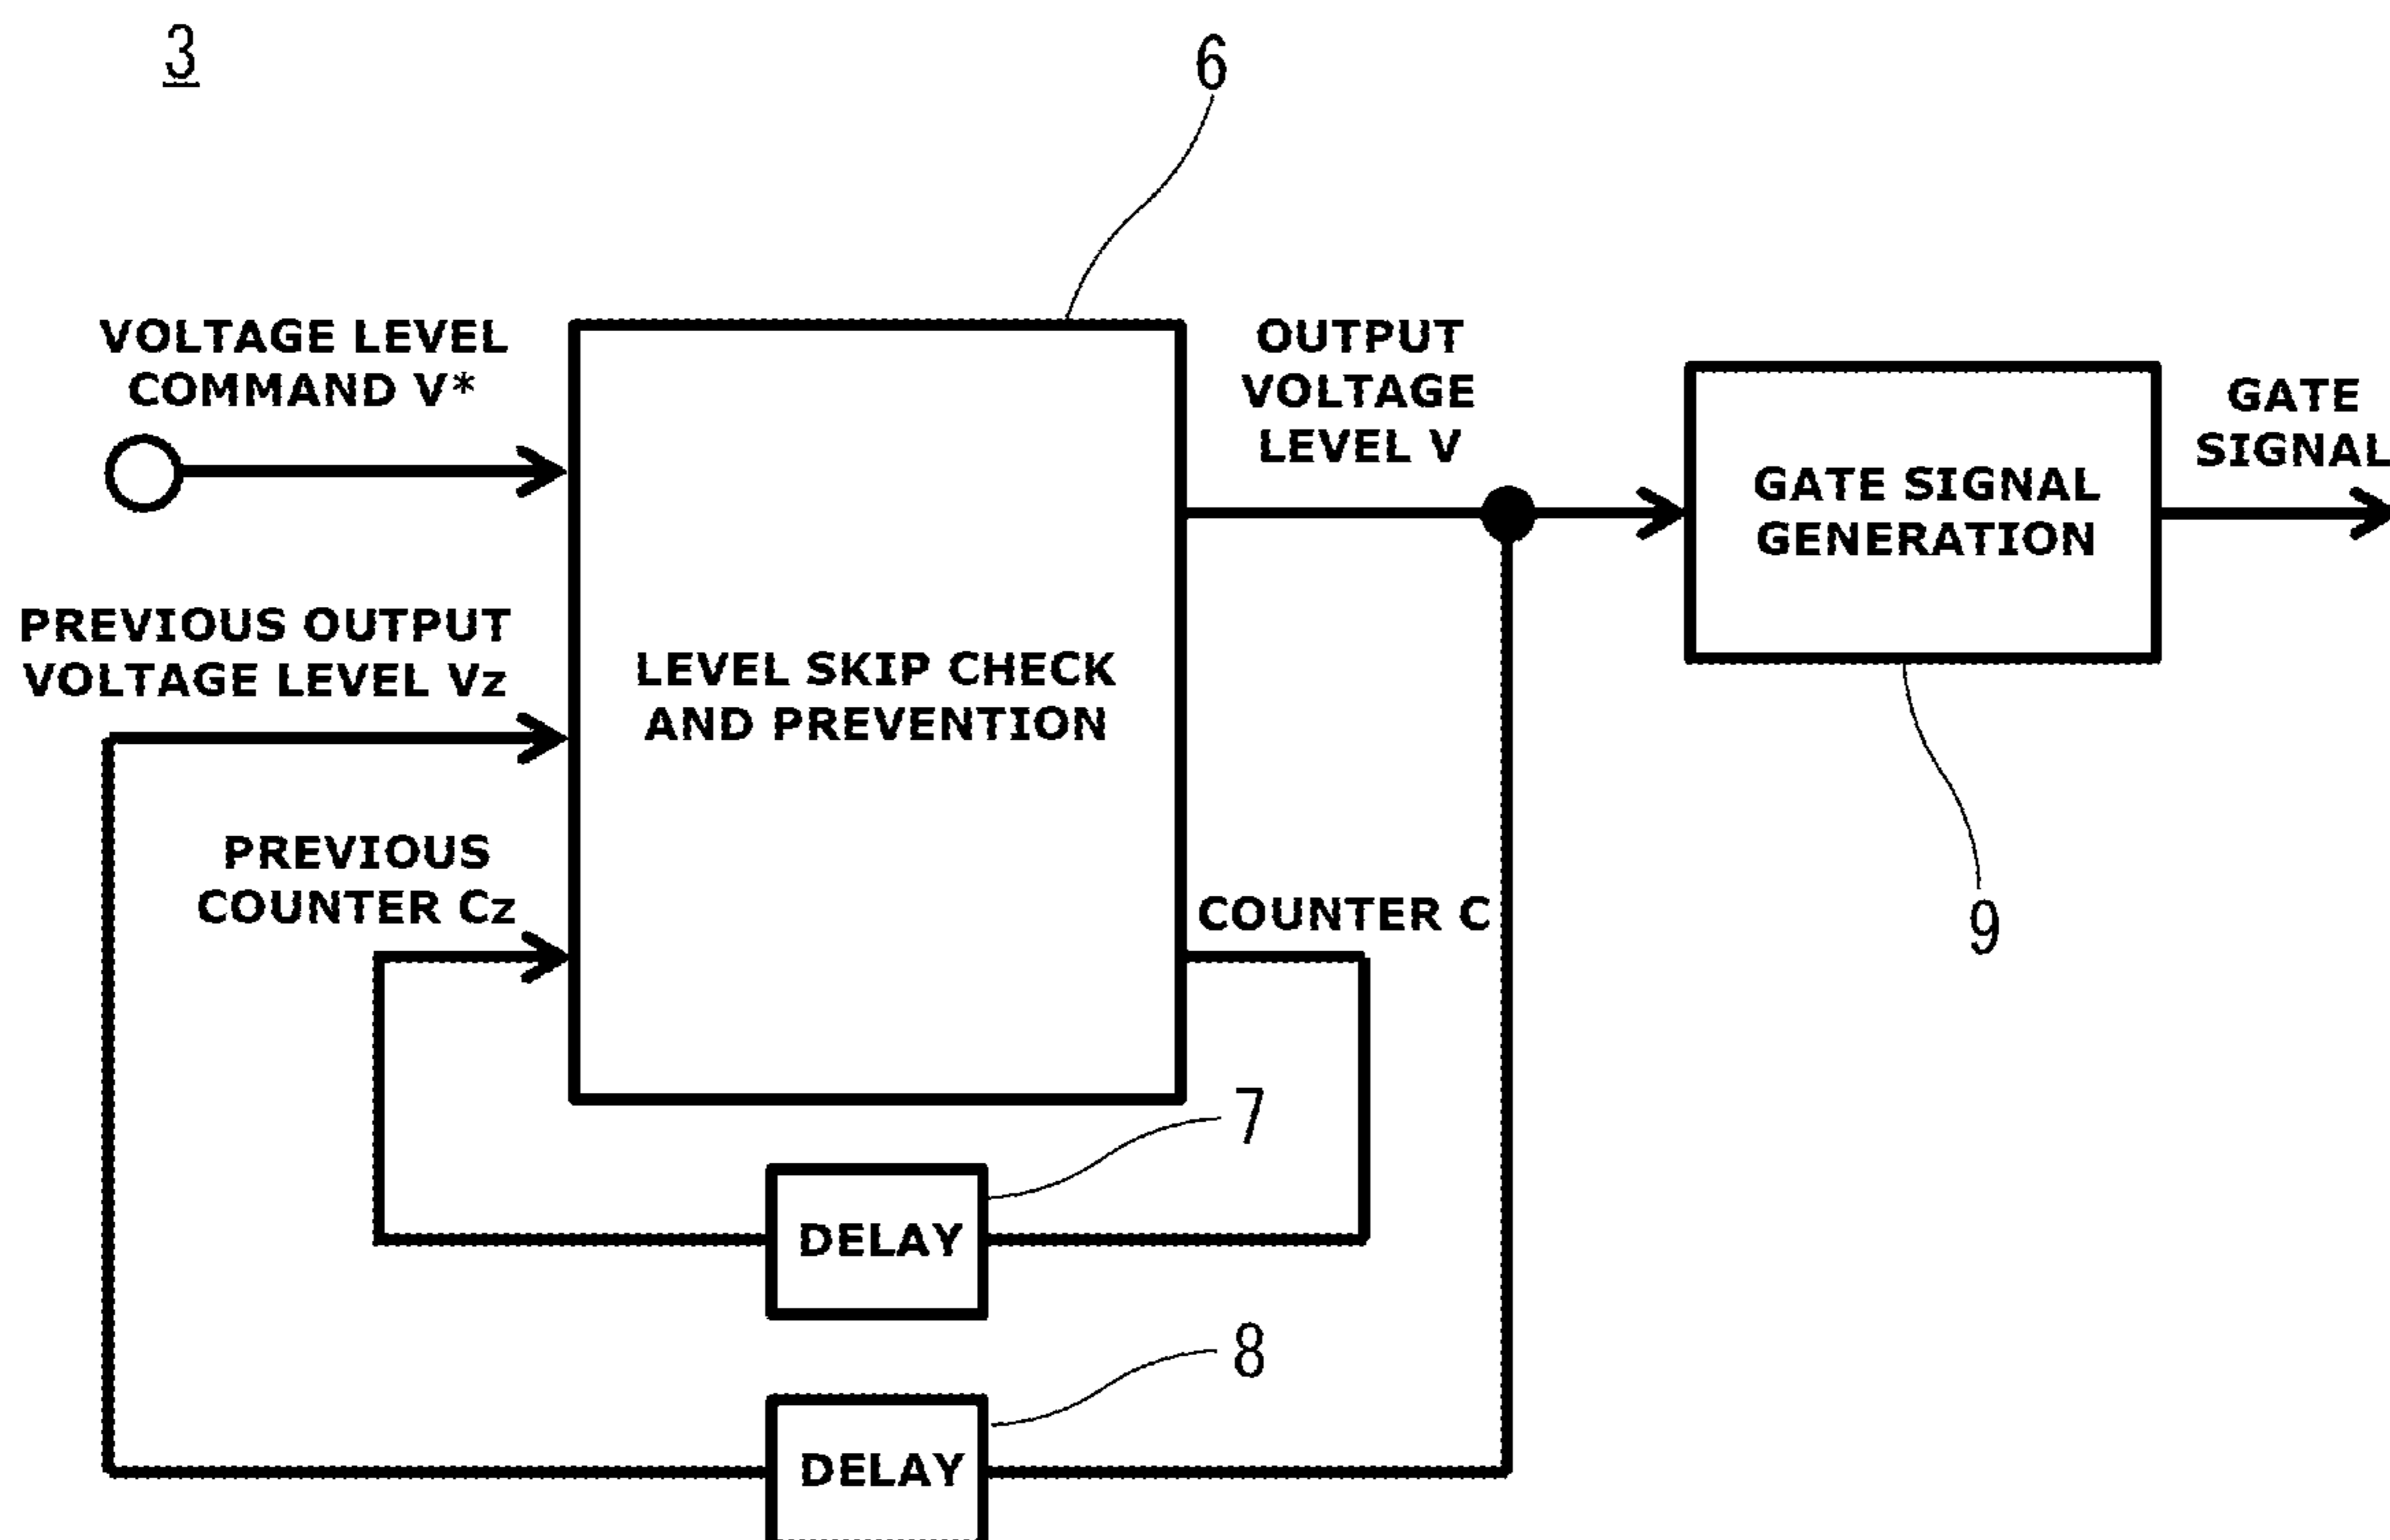 3
6
VOLTAGE LEVEL
COMMAND V*
OUTPUT
VOLTAGE
LEVEL V
GATE
SIGNAL
GATE SIGNAL
GENERATION
PREVIOUS OUTPUT
VOLTAGE LEVEL Vz
LEVEL SKIP CHECK
AND PREVENTION
PREVIOUS
COUNTER Cz
COUNTER C
9
7
DELAY
8
DELAY